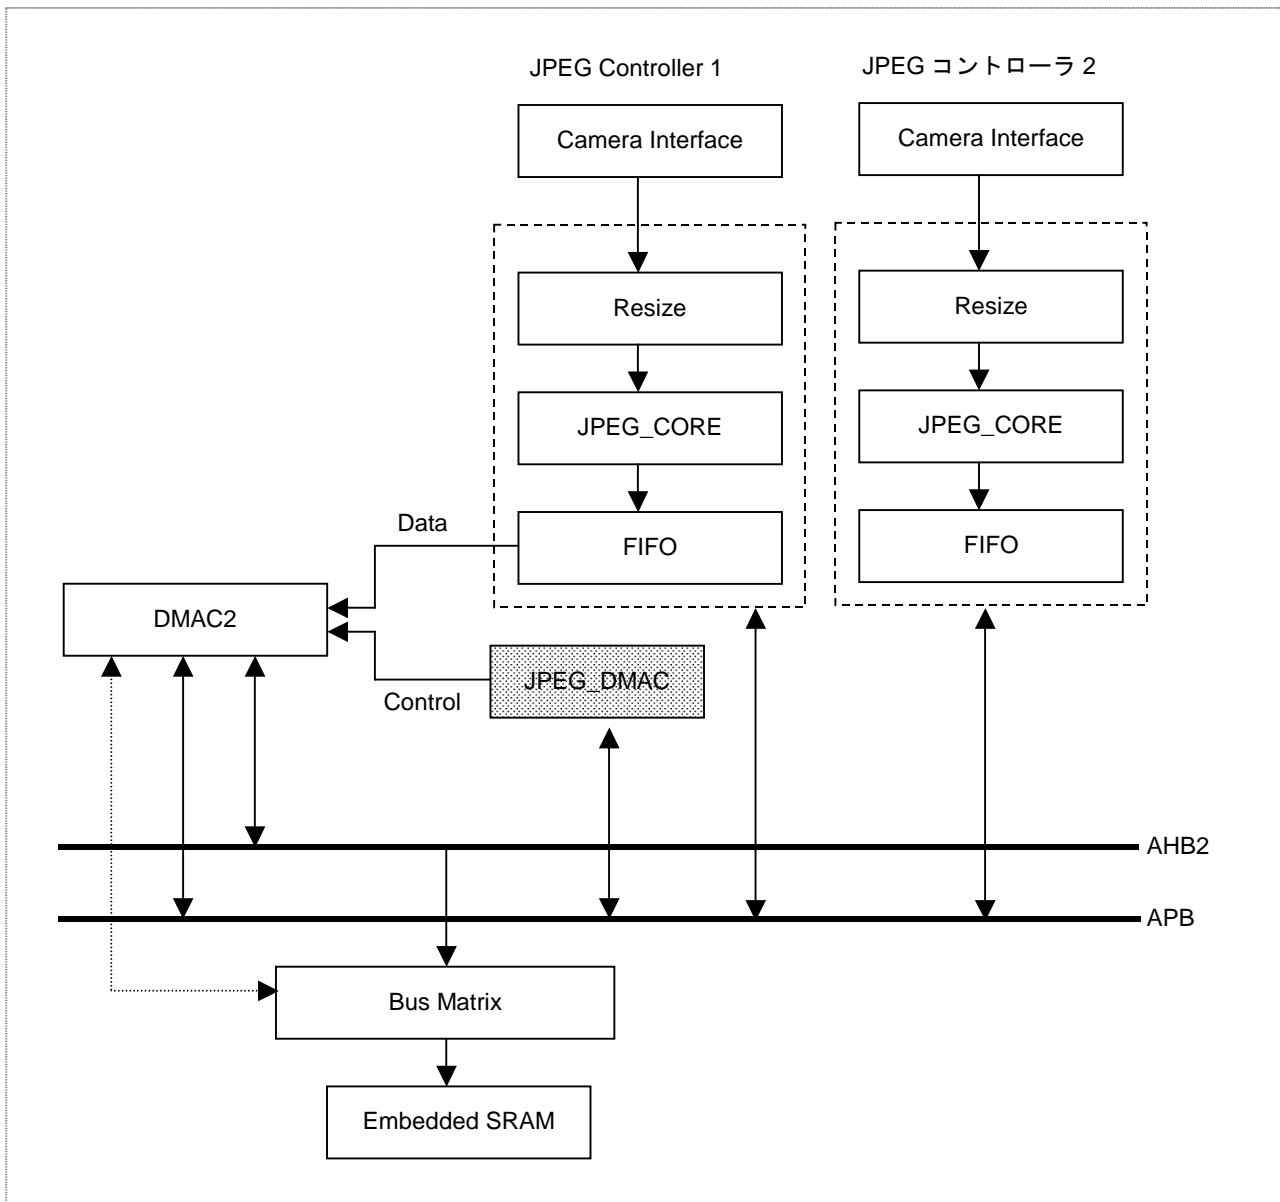 JPEG Controller 1
JPEG コントローラ 2
Camera Interface
Camera Interface
Resize
Resize
JPEG_CORE
JPEG_CORE
Data
FIFO
FIFO
DMAC2
JPEG_DMAC
Control
AHB2
APB
Bus Matrix
Embedded SRAM